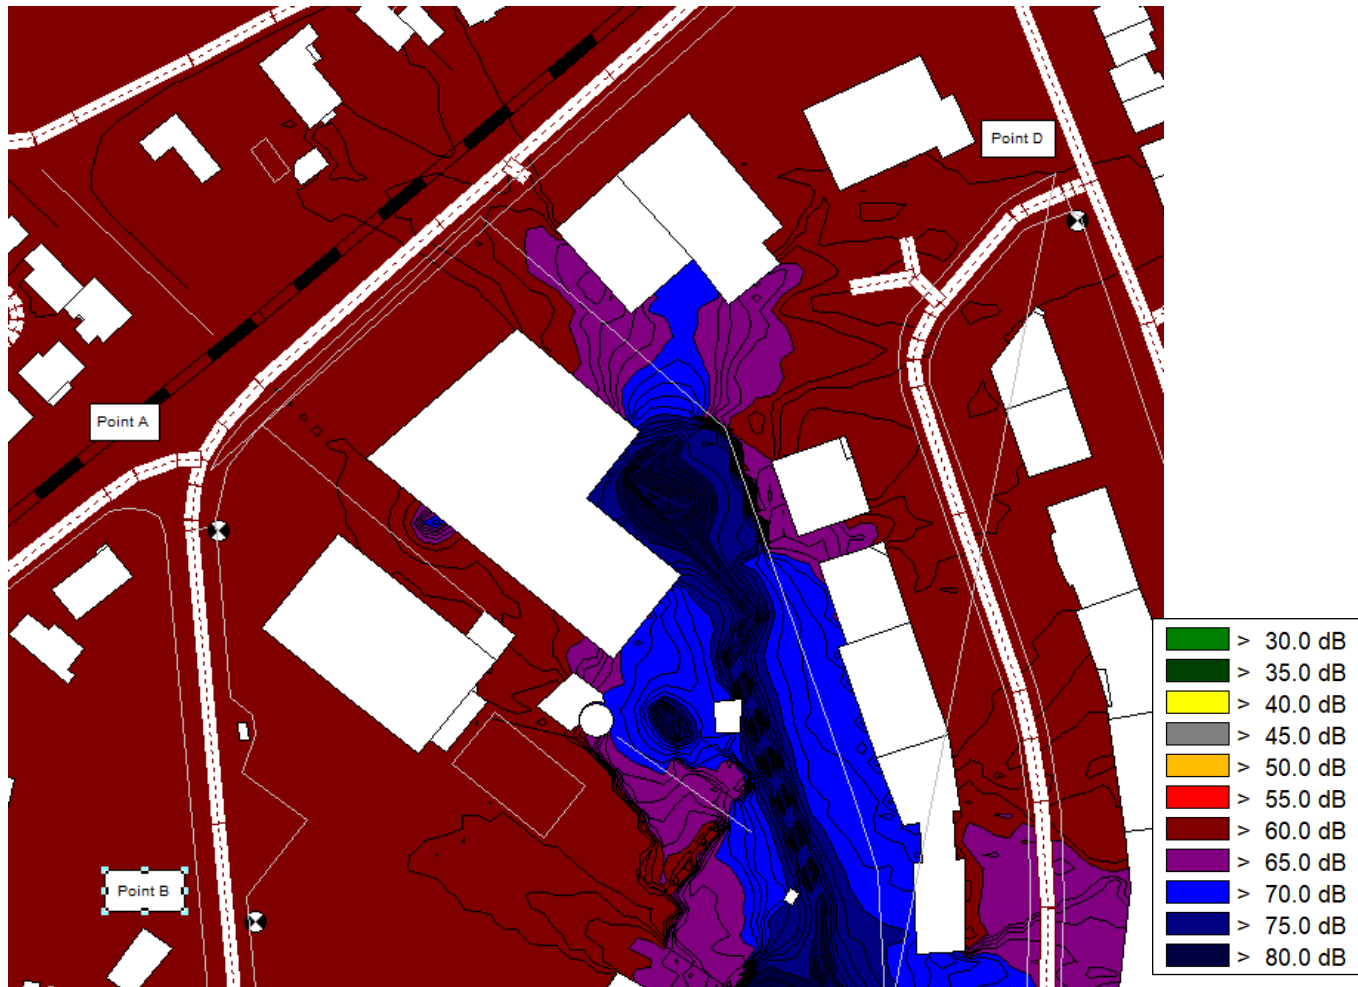 Point D
Point A
Point B
> 30.0 dB
> 35.0 dB
> 40.0 dB
> 45.0 dB
> 50.0 dB
> 55.0 dB
> 60.0 dB
> 65.0 dB
> 70.0 dB
> 75.0 dB
> 80.0 dB